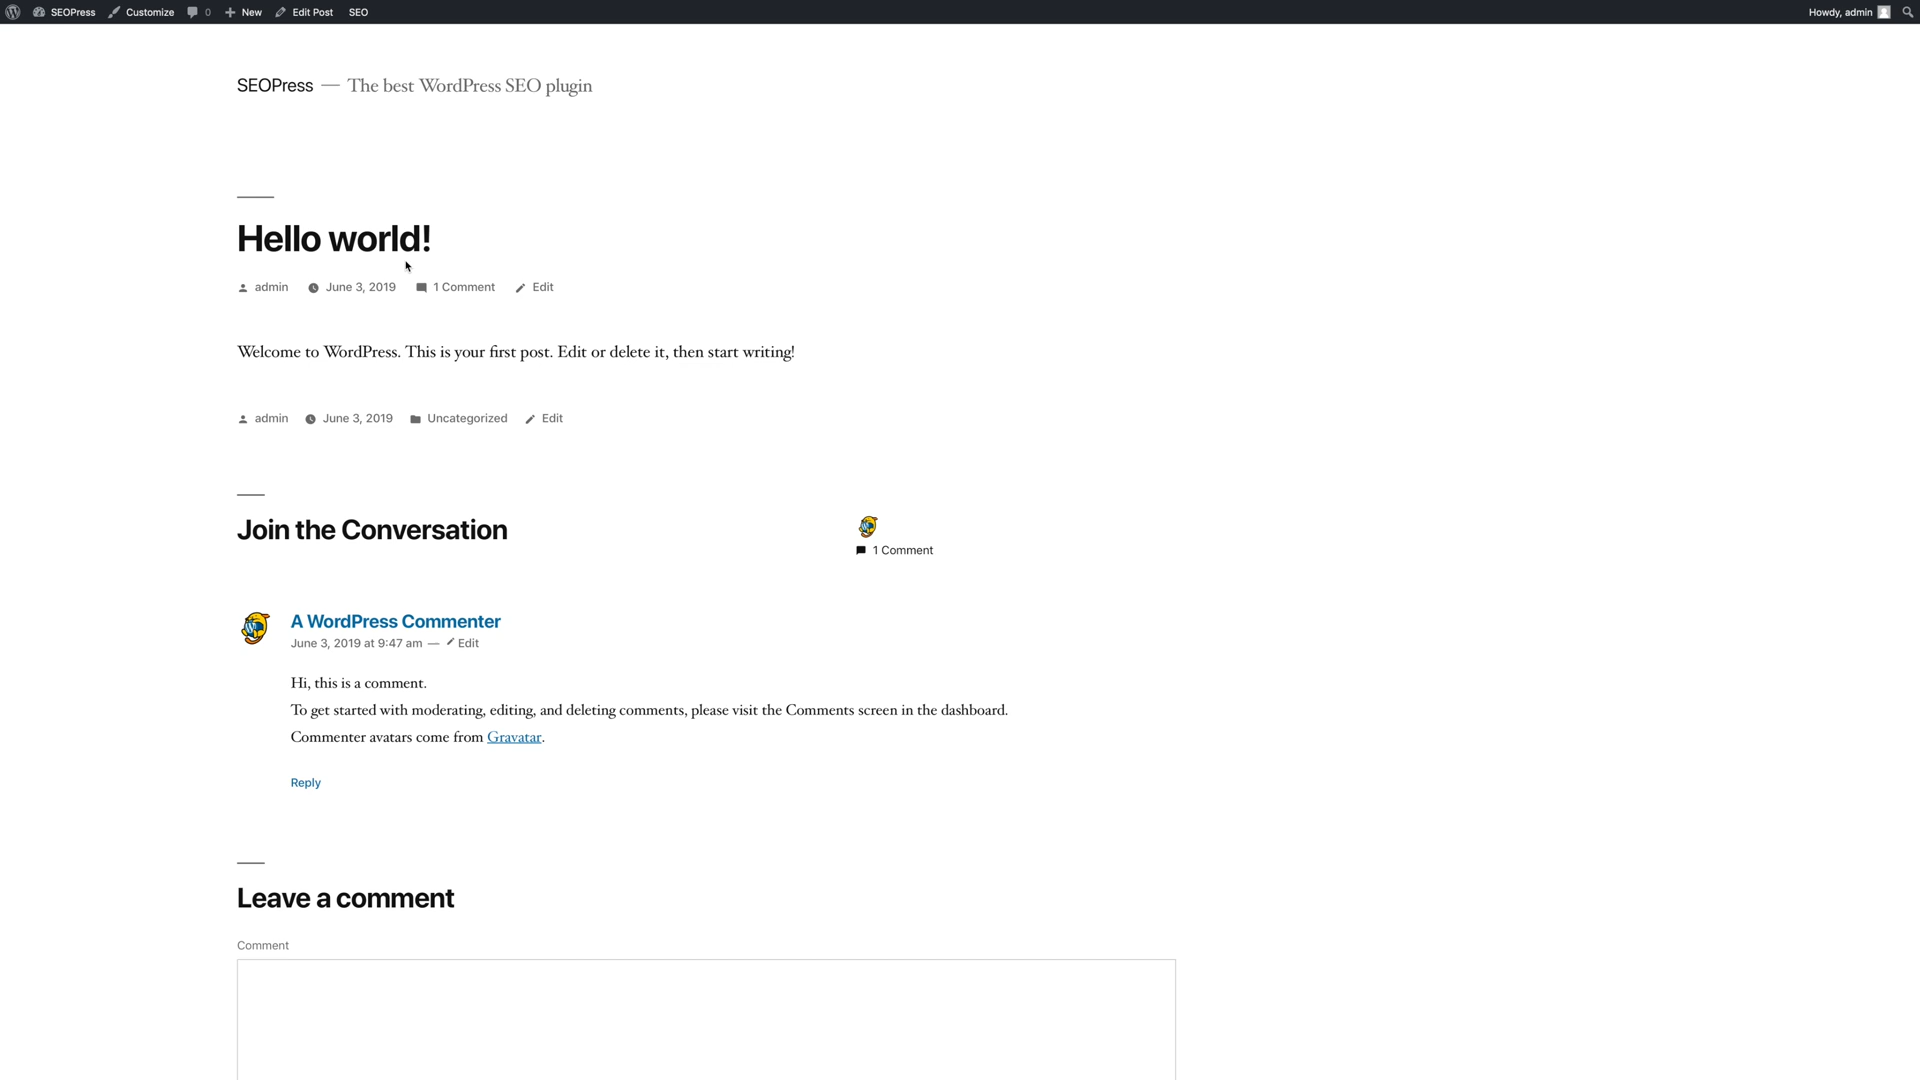 SEOPress Customize 0 New Edit Post SEO Howdy, admin
SEOPress — The best WordPress SEO plugin
Hello world!
admin June 3, 2019 1 Comment Edit
Welcome to WordPress. This is your first post. Edit or delete it, then start writing!
admin June 3, 2019 Uncategorized Edit
Join the Conversation
1 Comment
A WordPress Commenter
June 3, 2019 at 9:47 am — Edit
Hi, this is a comment.
To get started with moderating, editing, and deleting comments, please visit the Comments screen in the dashboard.
Commenter avatars come from Gravatar.
Reply
Leave a comment
Comment